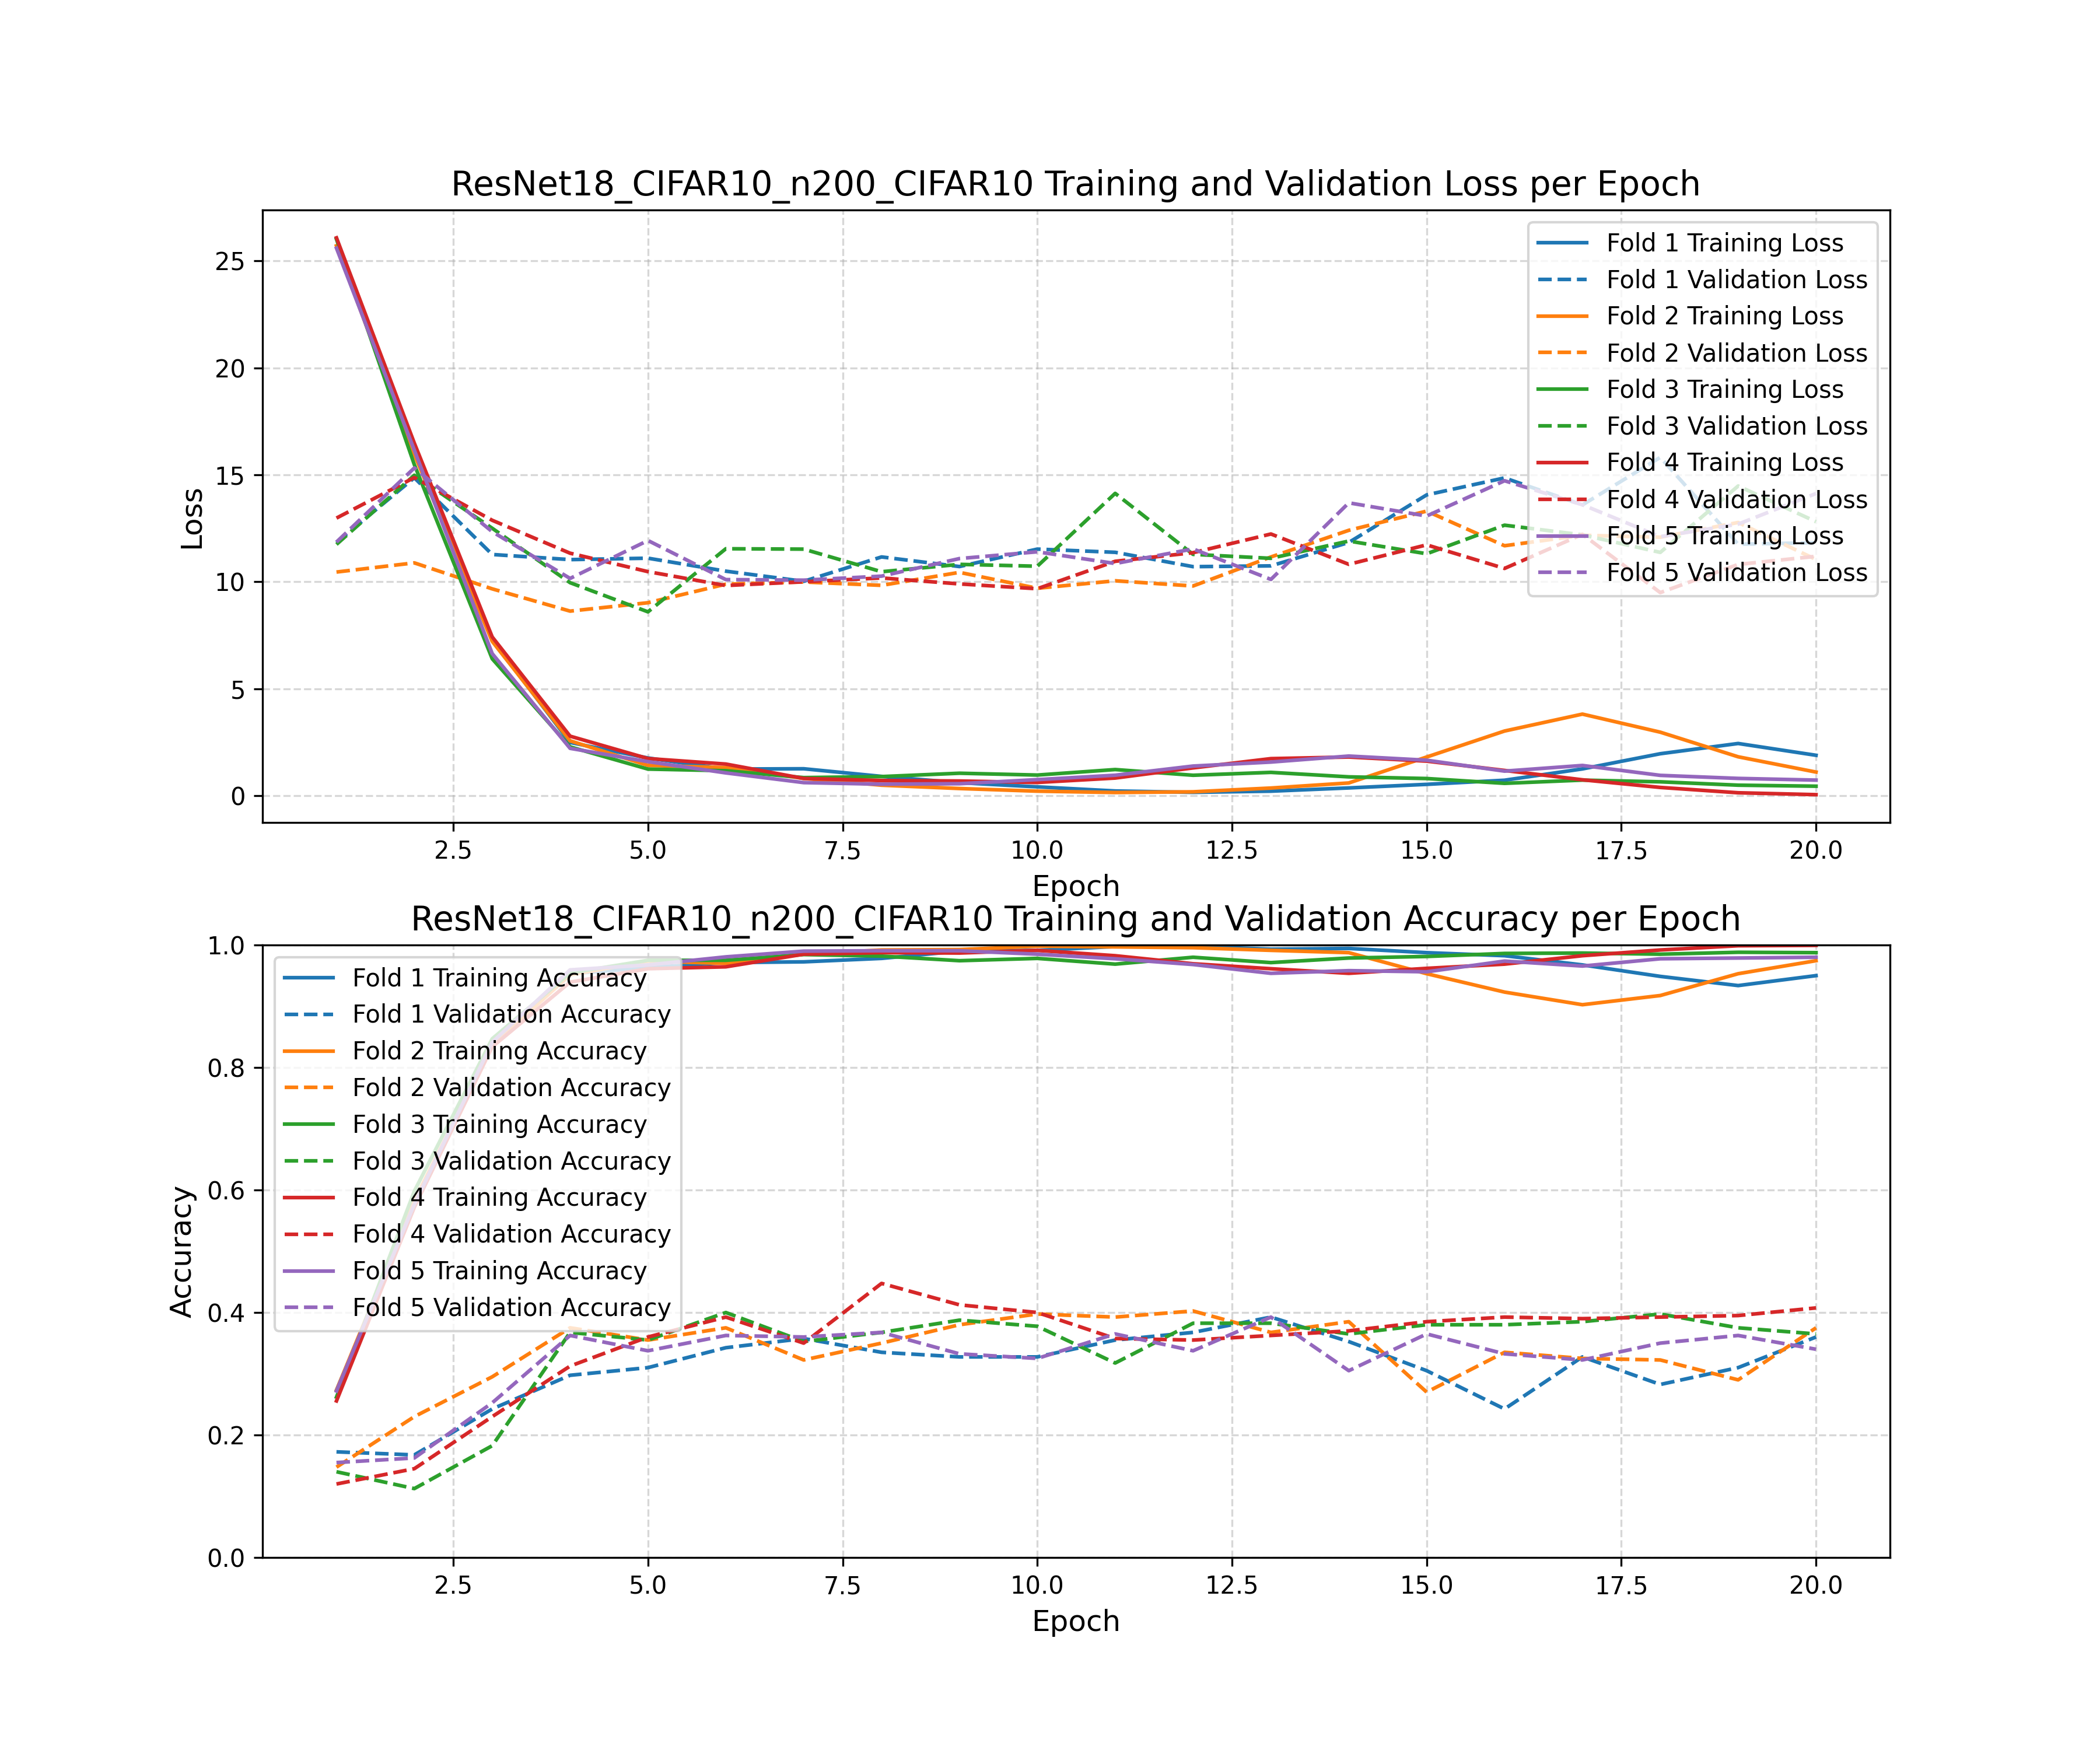 ResNet18_CIFAR10_n200_CIFAR10 Training and Validation Loss per Epoch
Loss
25
20
15
10
5
0
Fold 1 Training Loss
Fold 1 Validation Loss
Fold 2 Training Loss
Fold 2 Validation Loss
Fold 3 Training Loss
Fold 3 Validation Loss
Fold 4 Training Loss
Fold 4 Validation Loss
Fold 5 Training Loss
Fold 5 Validation Loss
2.5 5.0 7.5 10.0 12.5 15.0 17.5 20.0
Epoch
ResNet18_CIFAR10_n200_CIFAR10 Training and Validation Accuracy per Epoch
Accuracy
1.0
0.8
0.6
0.4
0.2
0.0
Fold 1 Training Accuracy
Fold 1 Validation Accuracy
Fold 2 Training Accuracy
Fold 2 Validation Accuracy
Fold 3 Training Accuracy
Fold 3 Validation Accuracy
Fold 4 Training Accuracy
Fold 4 Validation Accuracy
Fold 5 Training Accuracy
Fold 5 Validation Accuracy
2.5 5.0 7.5 10.0 12.5 15.0 17.5 20.0
Epoch